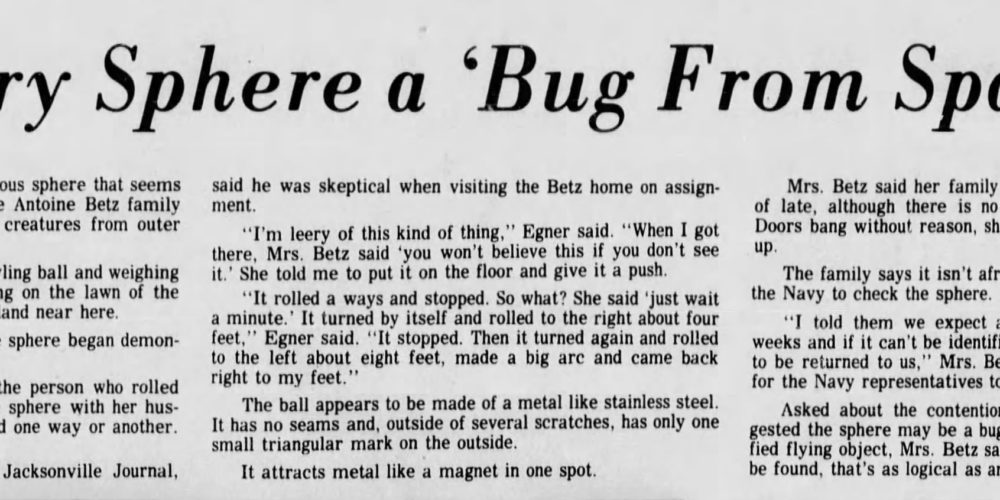 ry Sphere a ‘Bug From Spa
ous sphere that seems
e Antoine Betz family
creatures from outer
ling ball and weighing
ng on the lawn of the
land near here.
sphere began demon-
the person who rolled
sphere with her hus-
d one way or another.
Jacksonville Journal,
said he was skeptical when visiting the Betz home on assign-
ment.
“I'm leery of this kind of thing,” Egner said. “When I got
there, Mrs. Betz said ‘you won't believe this if you don't see
it.’ She told me to put it on the floor and give it a push.
“It rolled a ways and stopped. So what? She said ‘just wait
a minute.’ It turned by itself and rolled to the right about four
feet,” Egner said. “It stopped. Then it turned again and rolled
to the left about eight feet, made a big arc and came back
right to my feet.”
The ball appears to be made of a metal like stainless steel.
It has no seams and, outside of several scratches, has only one
small triangular mark on the outside.
It attracts metal like a magnet in one spot.
Mrs. Betz said her family
of late, although there is no
Doors bang without reason, sh
up.
The family says it isn't afr
the Navy to check the sphere.
“I told them we expect a
weeks and if it can't be identifi
to be returned to us,” Mrs. Be
for the Navy representatives to
Asked about the contention
gested the sphere may be a bug
fied flying object, Mrs. Betz sa
be found, that's as logical as an